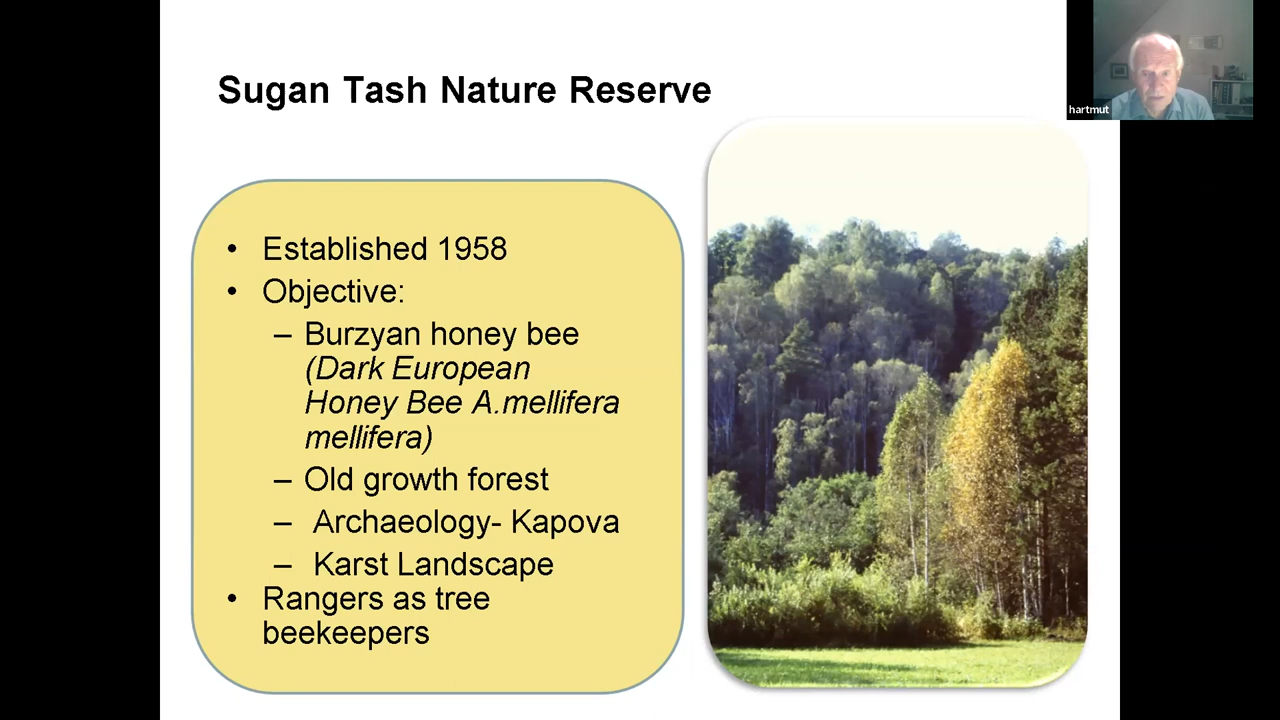 Sugan Tash Nature Reserve
hartmut
• Established 1958
• Objective:
– Burzyan honey bee
(Dark European
Honey Bee A.mellifera
mellifera)
– Old growth forest
– Archaeology- Kapova
– Karst Landscape
• Rangers as tree
beekeepers